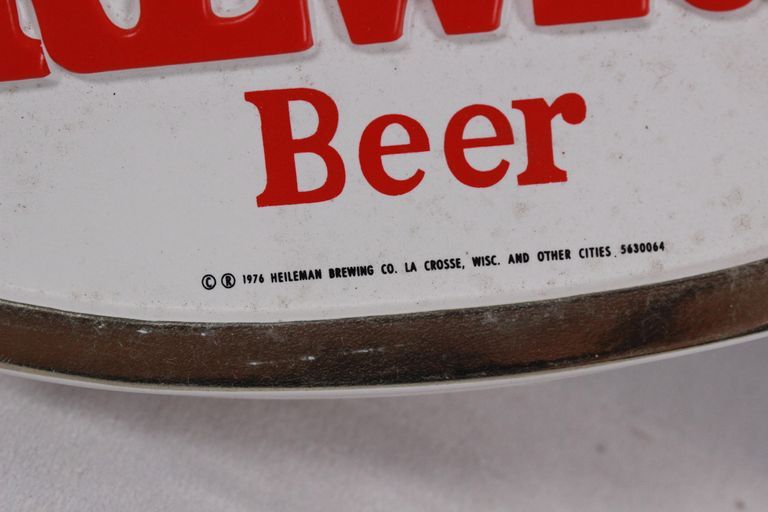 Beer
© ® 1976 HEILEMAN BREWING CO. LA CROSSE, WISC. AND OTHER CITIES. 5630064